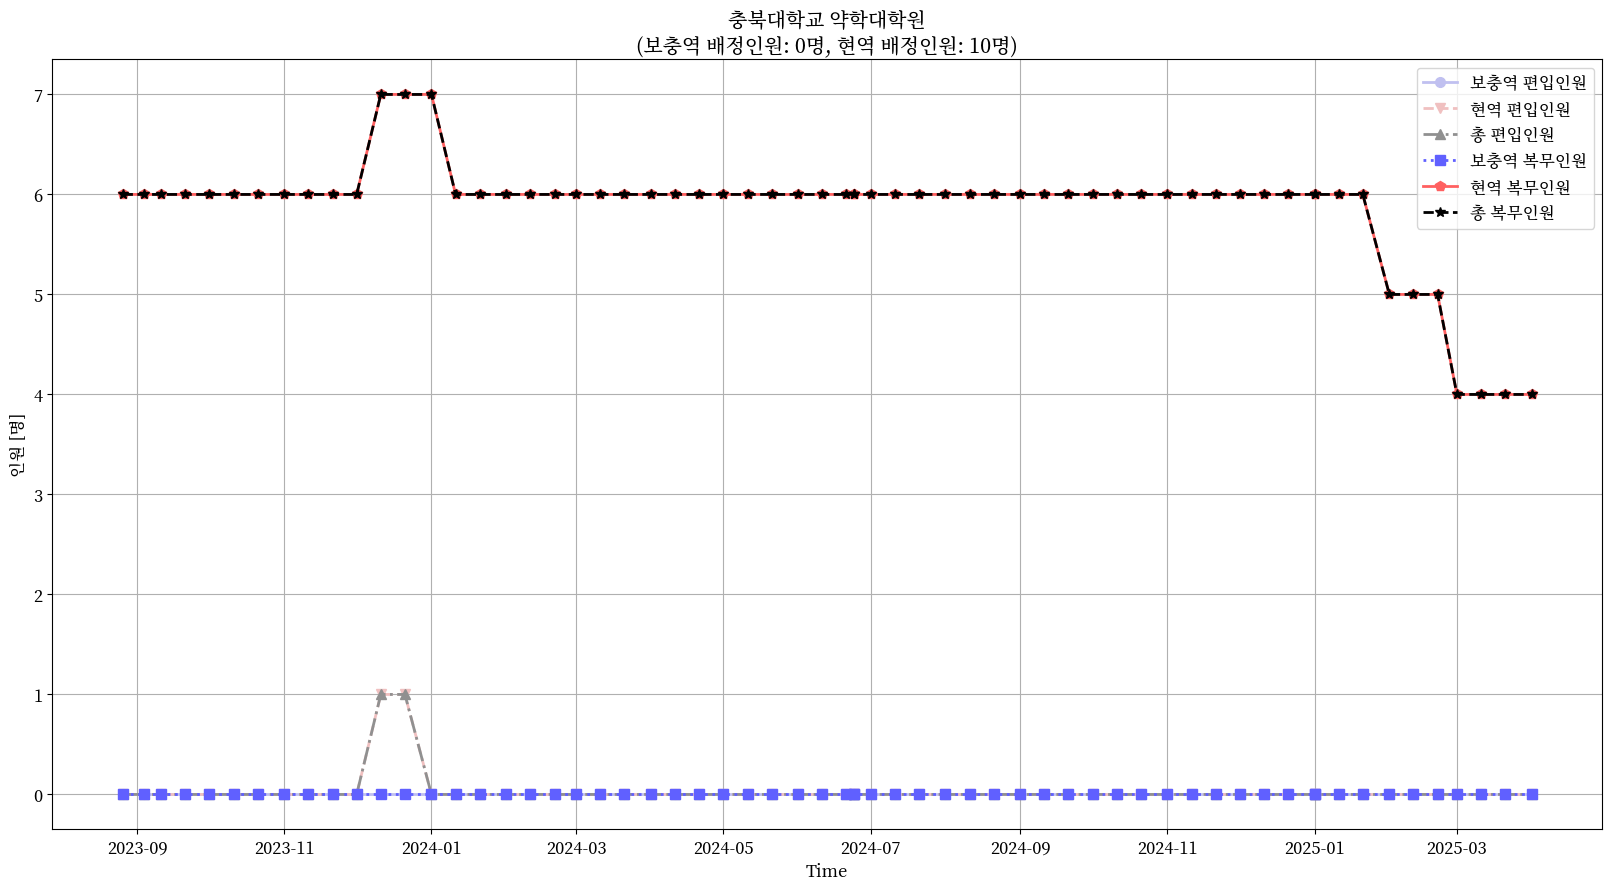 충북대학교 약학대학원
(보충역 배정인원: 0명, 현역 배정인원: 10명)
보충역 편입인원
현역 편입인원
총 편입인원
보충역 복무인원
현역 복무인원
총 복무인원
인원 [명]
7
6
5
4
3
2
1
0
2023-09 2023-11 2024-01 2024-03 2024-05 2024-07 2024-09 2024-11 2025-01 2025-03
Time